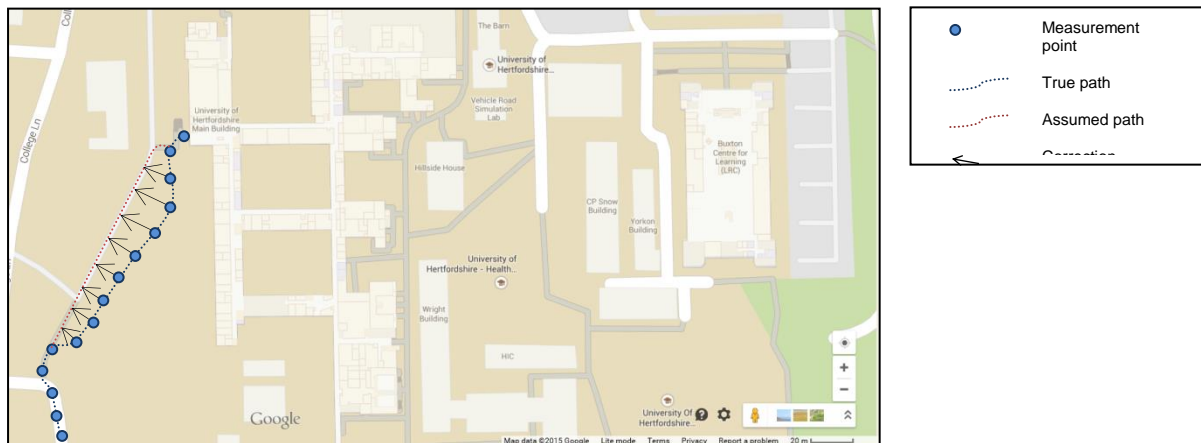 College Ln
The Barn
University of
Hertfordshire...
Vehicle Road
Simulation
Lab
University of
Hertfordshire
Main Building
Hillside House
Buxton
Centre for
Learning
(LRC)
CP Snow
Building
Yorkon
Building
University of
Hertfordshire - Health...
Wright
Building
HIC
University Of
Hertfordshire...
Google
Map data ©2015 Google
Lite mode
Terms
Privacy
Report a problem
20 m
Measurement
point
True path
Assumed path
Correction